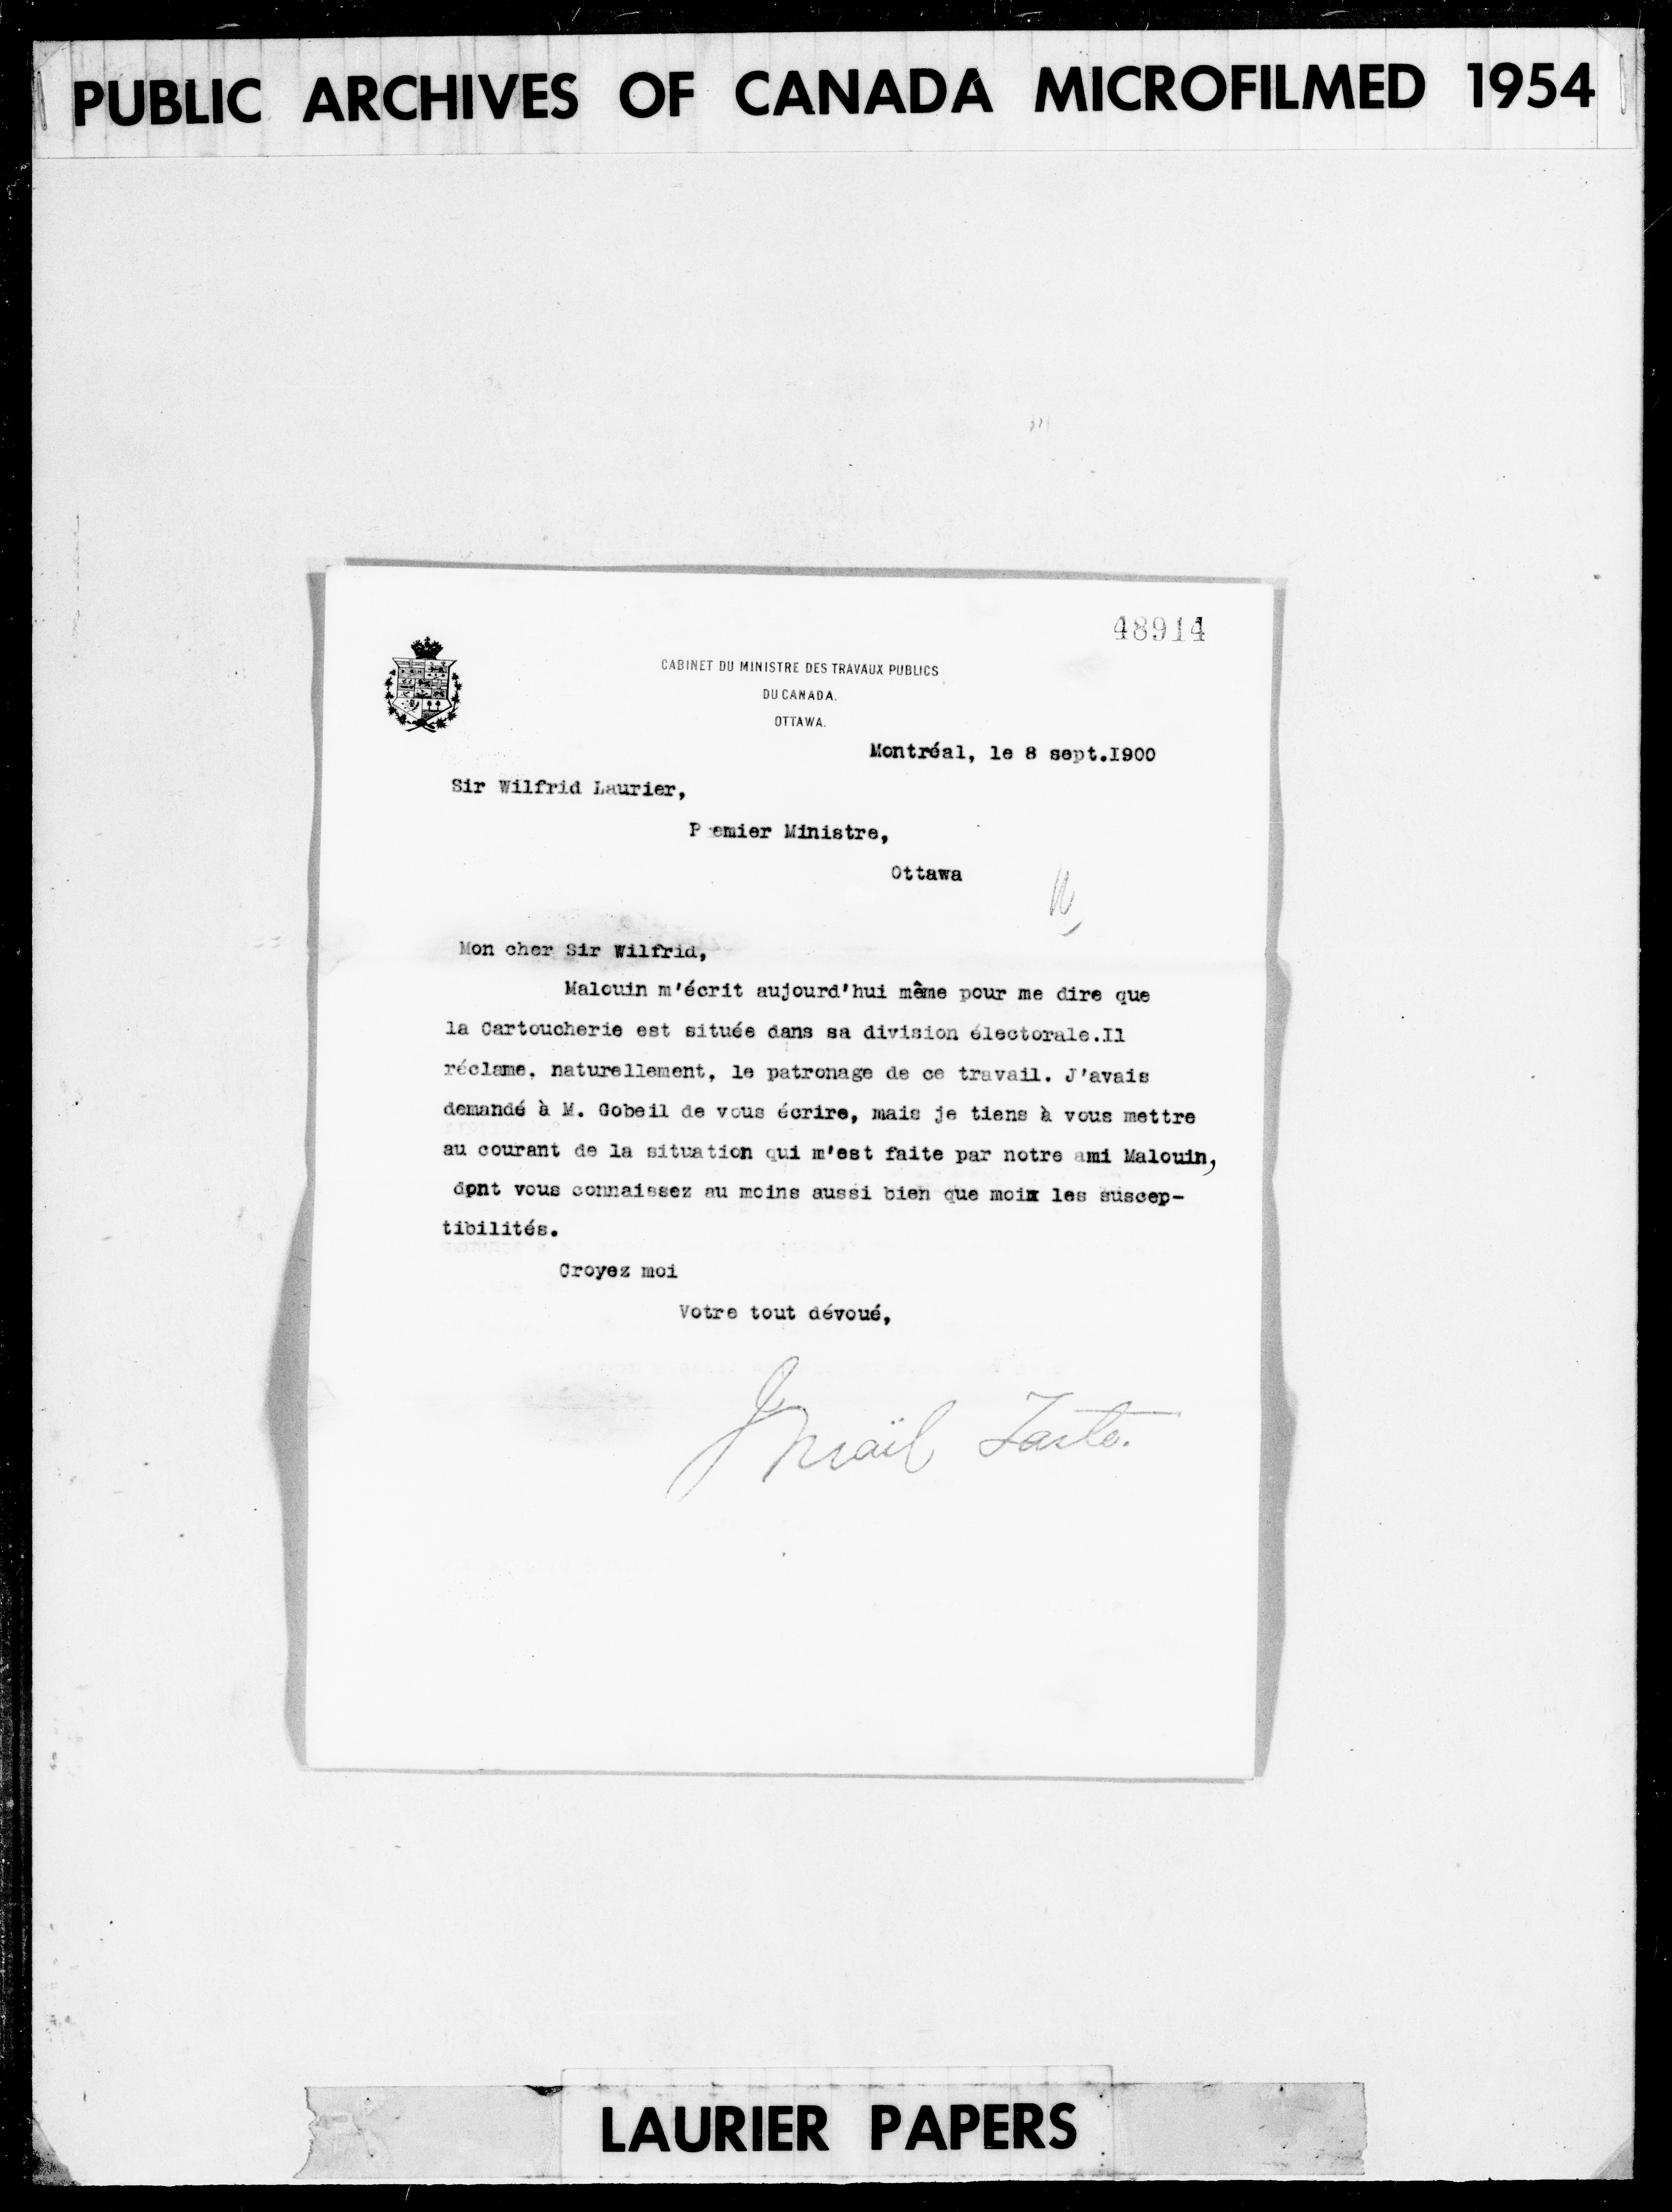 PUBLIC ARCHIVES OF CANADA MICROFILMED 1954
48914
CABINET DU MINISTRE DES TRAVAUX PUBLICS
DU CANADA.
OTTAWA.
Montréal, le 8 sept.I900
Sir Wilfrid Laurier,
P emier Ministre,
Ottawa
Mon cher Sir Wilfrid,
Malouin m'écrit aujourd'hui même pour me dire que
la Cartoucherie est située dans sa division électorale.Il
réclame, naturellement, le patronage de ce travail. J'avais
demandé à M. Gobeil de vous écrire, mais je tiens à vous mettre
au courant de la situation qui m'est faite par notre ami Malouin,
dont vous connaissez au moins aussi bien que moix les suscep-
tibilités.
Croyez moi
Votre tout dévoué,
J Israël Tarte.
LAURIER PAPERS